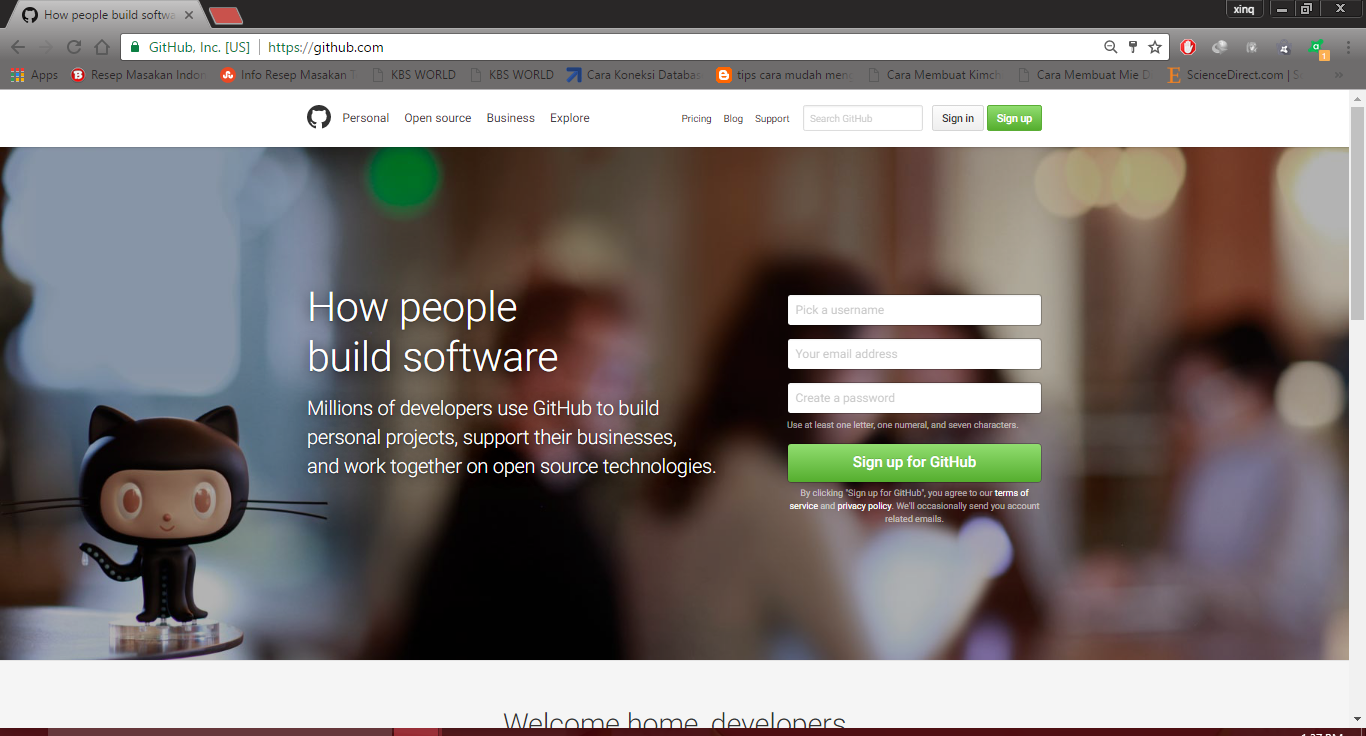 How people build softwa
xinq
GitHub, Inc. [US] https://github.com
Apps Resep Masakan Indon Info Resep Masakan T KBS WORLD KBS WORLD Cara Koneksi Databas tips cara mudah men Cara Membuat Kimch Cara Membuat Mie D ScienceDirect.com | S
Personal Open source Business Explore Pricing Blog Support Search GitHub Sign in Sign up
How people
build software
Millions of developers use GitHub to build
personal projects, support their businesses,
and work together on open source technologies.
Pick a username
Your email address
Create a password
Use at least one letter, one numeral, and seven characters.
Sign up for GitHub
By clicking "Sign up for GitHub", you agree to our terms of
service and privacy policy. We'll occasionally send you account
related emails.
Welcome home, developers